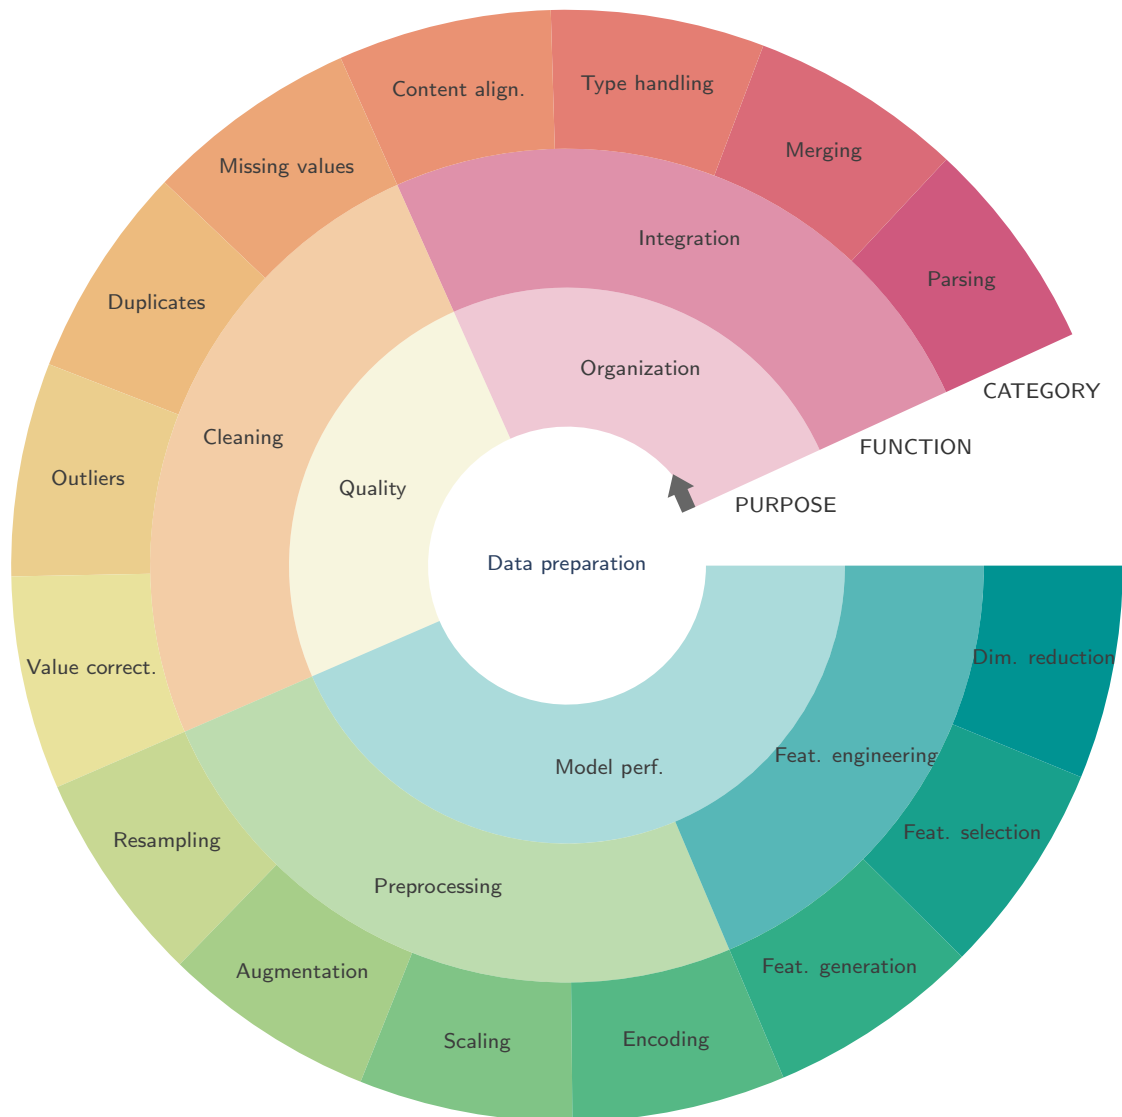 Type handling
Content align.
Merging
Missing values
Integration
Parsing
Duplicates
Organization
CATEGORY
Cleaning
FUNCTION
Outliers
Quality
PURPOSE
Data preparation
Dim. reduction
Value correct.
Feat. engineering
Model perf.
Feat. selection
Resampling
Preprocessing
Feat. generation
Augmentation
Encoding
Scaling